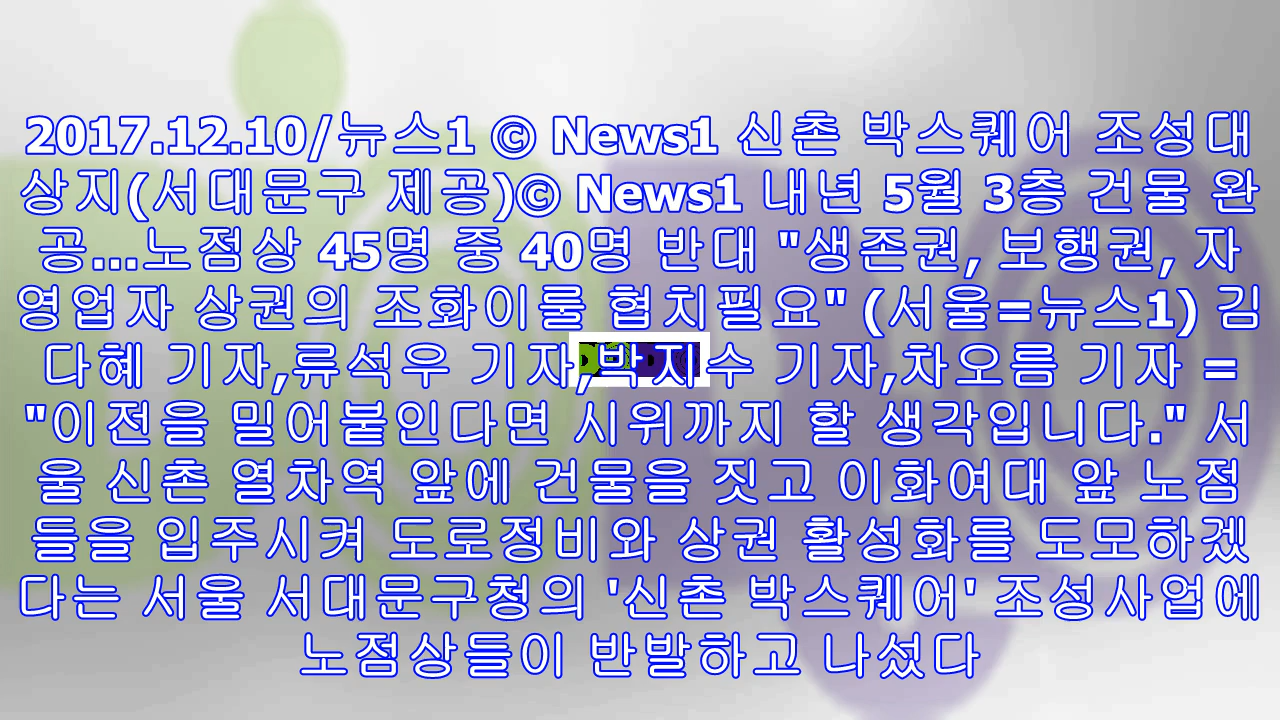 2017.12.10/뉴스1 © News1 신촌 박스퀘어 조성대
상지(서대문구 제공)© News1 내년 5월 3층 건물 완
공...노점상 45명 중 40명 반대 "생존권, 보행권, 자
영업자 상권의 조화이룰 협치필요" (서울=뉴스1) 김
다혜 기자,류석우 기자,박지수 기자,차오름 기자 =
"이전을 밀어붙인다면 시위까지 할 생각입니다." 서
울 신촌 열차역 앞에 건물을 짓고 이화여대 앞 노점
들을 입주시켜 도로정비와 상권 활성화를 도모하겠
다는 서울 서대문구청의 '신촌 박스퀘어' 조성사업에
노점상들이 반발하고 나섰다